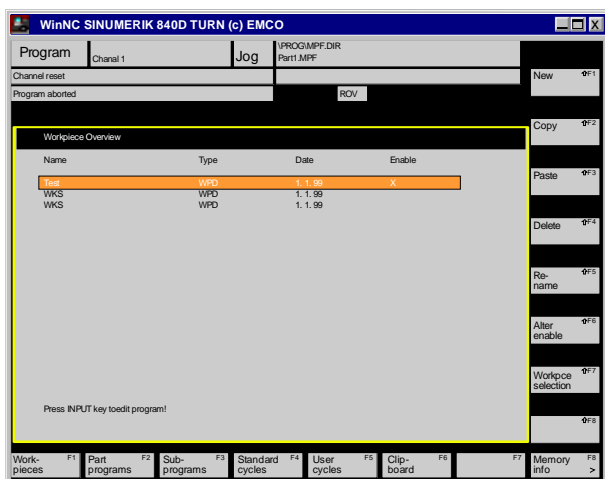 WinNC SINUMERIK 840D TURN (c) EMCO
Program Chanal 1 Jog \PROG\MPF.DIR
Part1.MPF
Channel reset
Program aborted ROV
Workpiece Overview
Name Type Date Enable
Test WPD 1. 1. 99 X
WKS WPD 1. 1. 99
WKS WPD 1. 1. 99
Press INPUT key toedit program!
New F1
Copy F2
Paste F3
Delete F4
Re- F5
name
Alter F6
enable
Workpce F7
selection
F8
Work- F1 Part F2 Sub- F3 Standard F4 User F5 Clip- F6 F7 Memory F8
pieces programs programs cycles cycles board info >